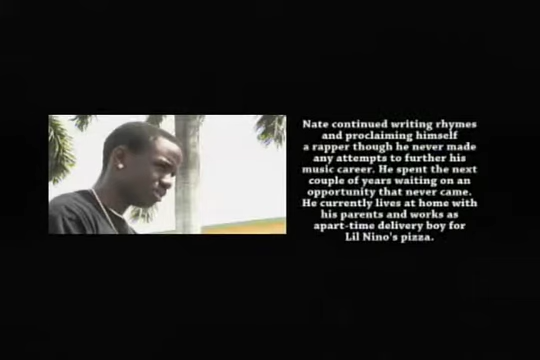 Nate continued writing rhymes
and proclaiming himself
a rapper though he never made
any attempts to further his
music career. He spent the next
couple of years waiting on an
opportunity that never came.
He currently lives at home with
his parents and works as
apart-time delivery boy for
Lil Nino's pizza.